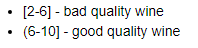 • [2-6] - bad quality wine
• (6-10] - good quality wine